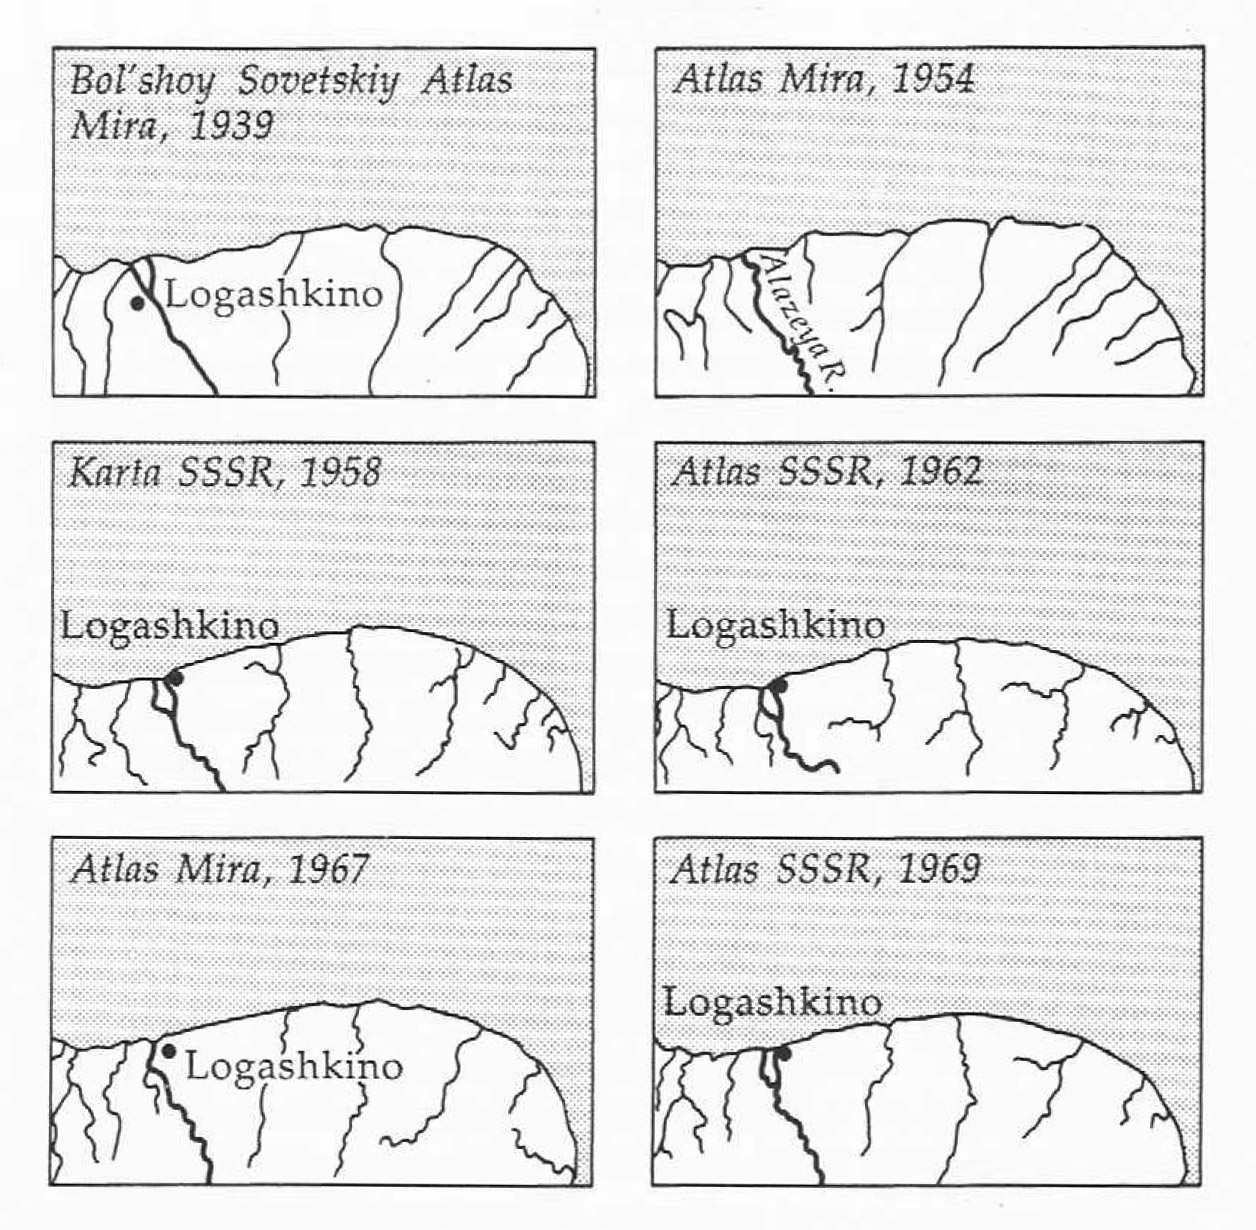 Bol'shoy Sovetskiy Atlas
Mira, 1939
Logashkino
Atlas Mira, 1954
Alazeya R.
Karta SSSR, 1958
Logashkino
Atlas SSSR, 1962
Logashkino
Atlas Mira, 1967
Logashkino
Atlas SSSR, 1969
Logashkino